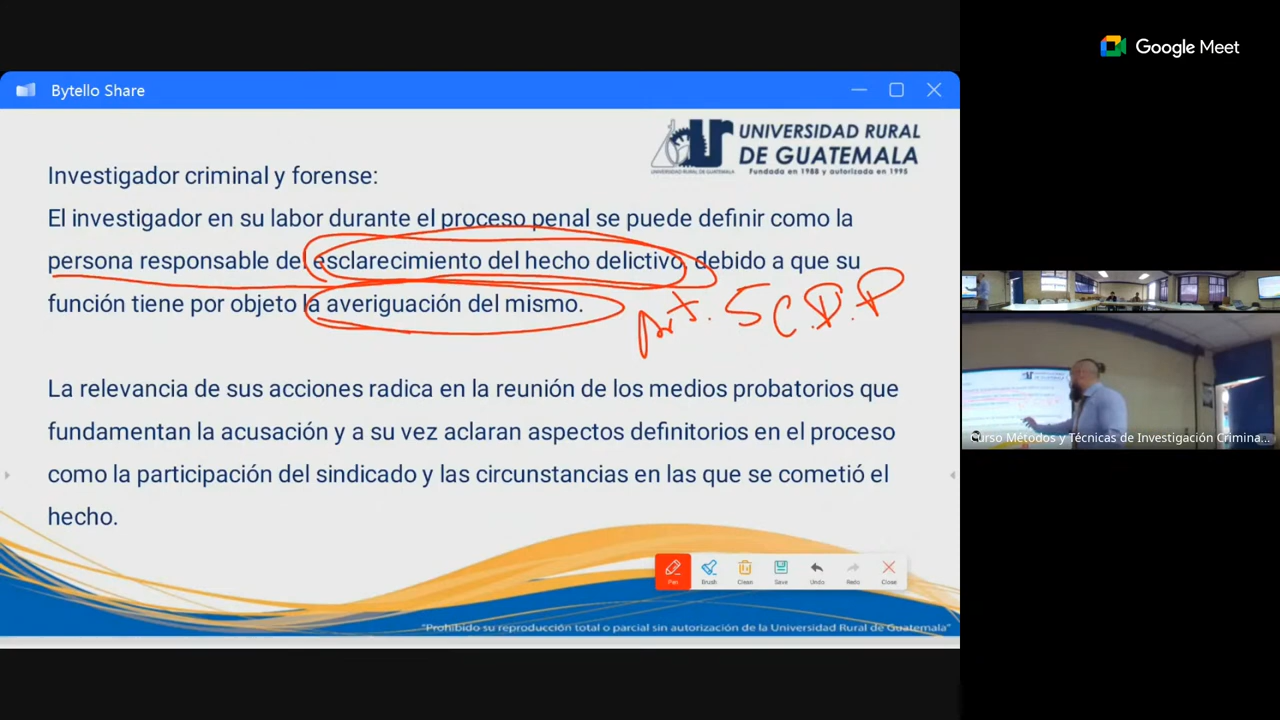 Google Meet
Bytello Share
UNIVERSIDAD RURAL
DE GUATEMALA
UNIVERSIDAD RURAL DE GUATEMALA
Fundada en 1988 y autorizada en 1995
Investigador criminal y forense:
El investigador en su labor durante el proceso penal se puede definir como la
persona responsable del esclarecimiento del hecho delictivo, debido a que su
función tiene por objeto la averiguación del mismo.
Art. 5 C.P.P
La relevancia de sus acciones radica en la reunión de los medios probatorios que
fundamentan la acusación y a su vez aclaran aspectos definitorios en el proceso
como la participación del sindicado y las circunstancias en las que se cometió el
hecho.
Pen Brush Clean Save Undo Redo Close
"Prohibido su reproducción total o parcial sin autorización de la Universidad Rural de Guatemala"
Curso Métodos y Técnicas de Investigación Crimina...